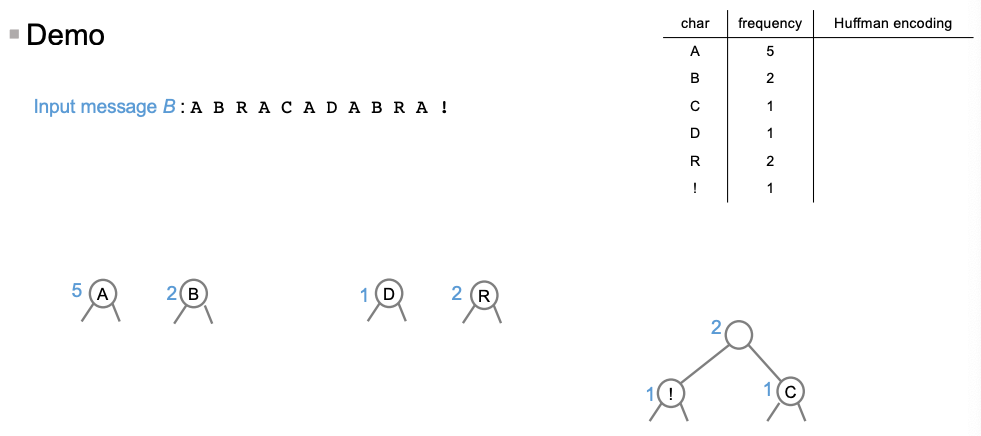 Demo
Input message B : A B R A C A D A B R A !
char frequency Huffman encoding
A 5
B 2
C 1
D 1
R 2
! 1
5 A 2 B 1 D 2 R
2
1 ! 1 C